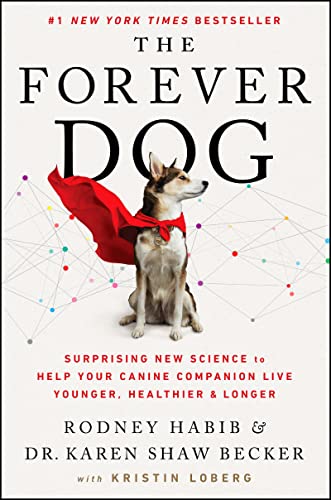 #1 NEW YORK TIMES BESTSELLER
THE
FOREVER
DOG
SURPRISING NEW SCIENCE to
HELP YOUR CANINE COMPANION LIVE
YOUNGER, HEALTHIER & LONGER
RODNEY HABIB &
DR. KAREN SHAW BECKER
with KRISTIN LOBERG